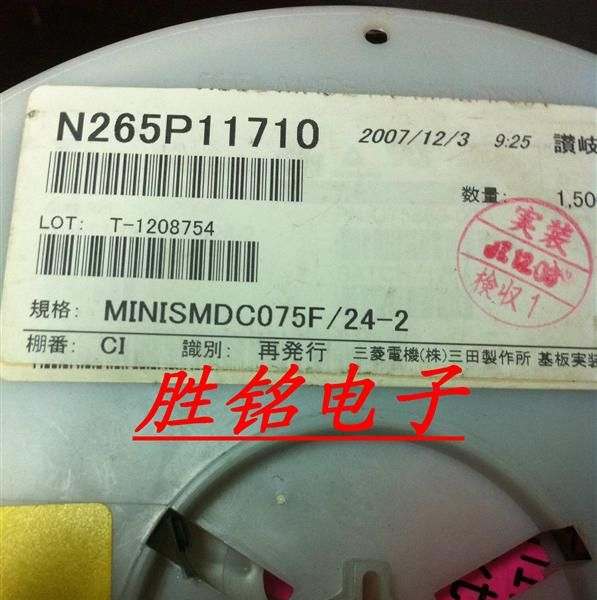 N265P11710 2007/12/3 9:25 讃岐
数量: 1,50
LOT: T-1208754
実装
検収1
規格: MINISMDC075F/24-2
棚番: CI 識別: 再発行 三菱電機(株)三田製作所 基板実装
胜铭电子